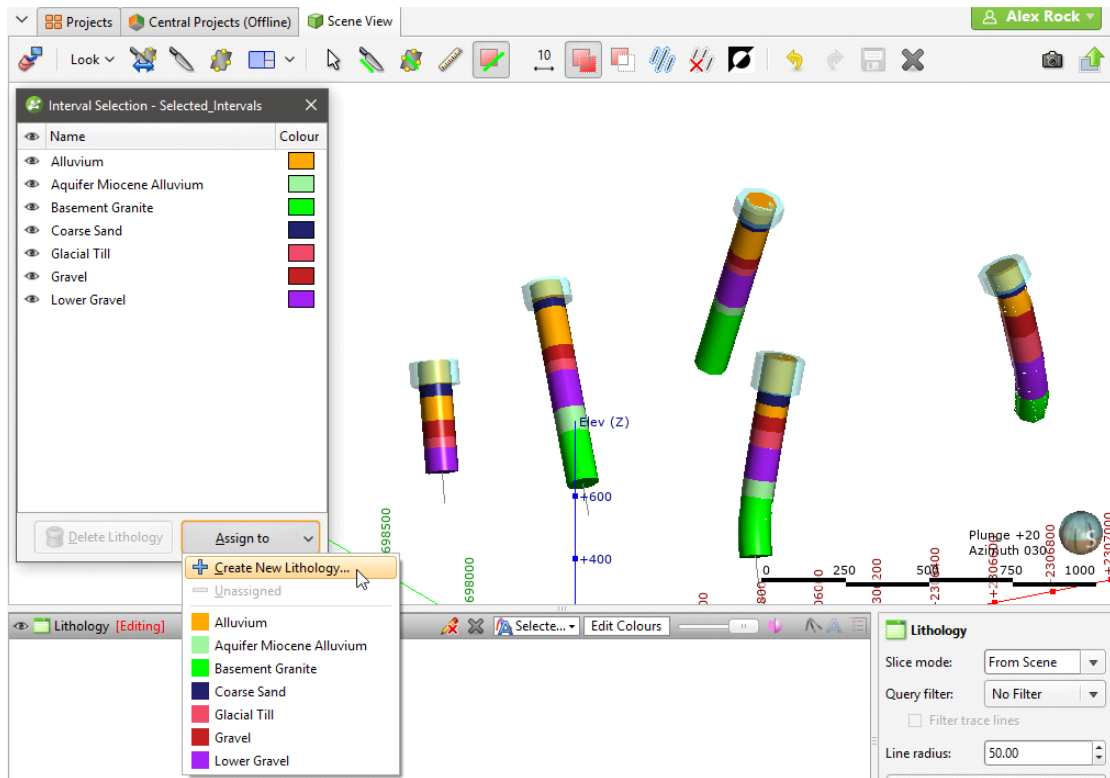 Projects
Central Projects (Offline)
Scene View
Alex Rock
Look
10
Interval Selection - Selected_Intervals
Name Colour
Alluvium
Aquifer Miocene Alluvium
Basement Granite
Coarse Sand
Glacial Till
Gravel
Lower Gravel
Delete Lithology
Assign to
Create New Lithology...
Unassigned
Alluvium
Aquifer Miocene Alluvium
Basement Granite
Coarse Sand
Glacial Till
Gravel
Lower Gravel
Elev (Z)
+600
+400
698500
698000
Plunge +20
Azimuth 030
0 250 500 750 1000
+2306800
+2307000
Lithology [Editing]
Selecte...
Edit Colours
Lithology
Slice mode: From Scene
Query filter: No Filter
Filter trace lines
Line radius: 50.00